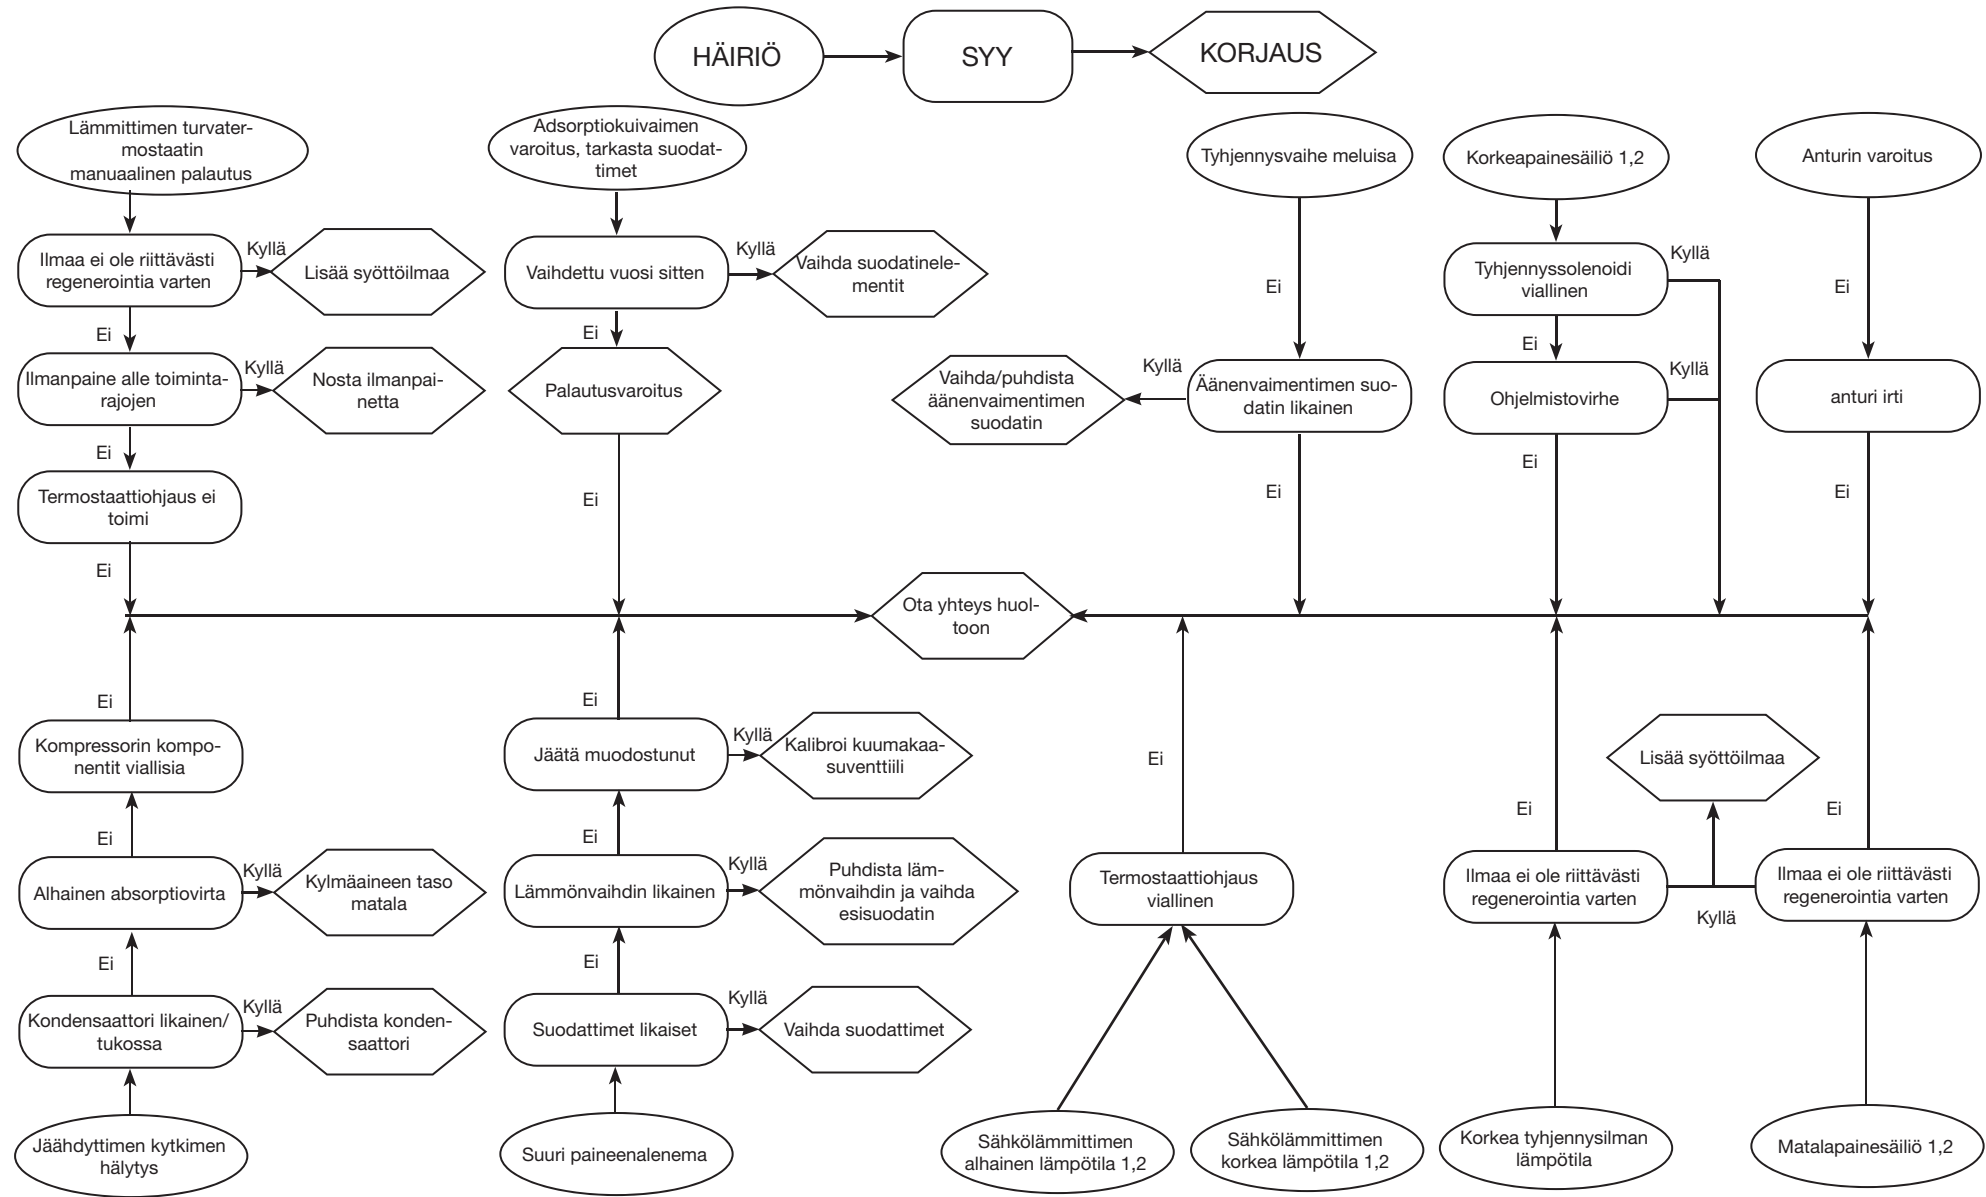 HÄIRIÖ
SYY
KORJAUS
Lämmittimen turvater-
mostaatin
manuaalinen palautus
Adsorptiokuivaimen
varoitus, tarkasta suodat-
timet
Tyhjennysvaihe meluisa
Korkeapainesäiliö 1,2
Anturin varoitus
Ilmaa ei ole riittävästi
regenerointia varten
Kyllä
Lisää syöttöilmaa
Vaihdettu vuosi sitten
Kyllä
Vaihda suodatinele-
mentit
Ei
Tyhjennyssolenoidi
viallinen
Kyllä
Ei
Ei
Ei
Ei
Ilmanpaine alle toiminta-
rajojen
Kyllä
Nosta ilmanpai-
netta
Palautusvaroitus
Vaihda/puhdista
äänenvaimentimen
suodatin
Kyllä
Äänenvaimentimen suo-
datin likainen
Ohjelmistovirhe
Kyllä
anturi irti
Ei
Termostaattiohjaus ei
toimi
Ei
Ei
Ei
Ei
Ei
Ota yhteys huol-
toon
Ei
Kompressorin kompo-
nentit viallisia
Ei
Jäätä muodostunut
Kyllä
Kalibroi kuumakaa-
suventtiili
Ei
Lisää syöttöilmaa
Ei
Ei
Ei
Ei
Alhainen absorptiovirta
Kyllä
Kylmäaineen taso
matala
Lämmönvaihdin likainen
Kyllä
Puhdista läm-
mönvaihdin ja vaihda
esisuodatin
Termostaattiohjaus
viallinen
Ilmaa ei ole riittävästi
regenerointia varten
Kyllä
Ilmaa ei ole riittävästi
regenerointia varten
Ei
Ei
Kondensaattori likainen/
tukossa
Kyllä
Puhdista konden-
saattori
Suodattimet likaiset
Kyllä
Vaihda suodattimet
Jäähdyttimen kytkimen
hälytys
Suuri paineenalenema
Sähkölämmittimen
alhainen lämpötila 1,2
Sähkölämmittimen
korkea lämpötila 1,2
Korkea tyhjennysilman
lämpötila
Matalapainesäiliö 1,2